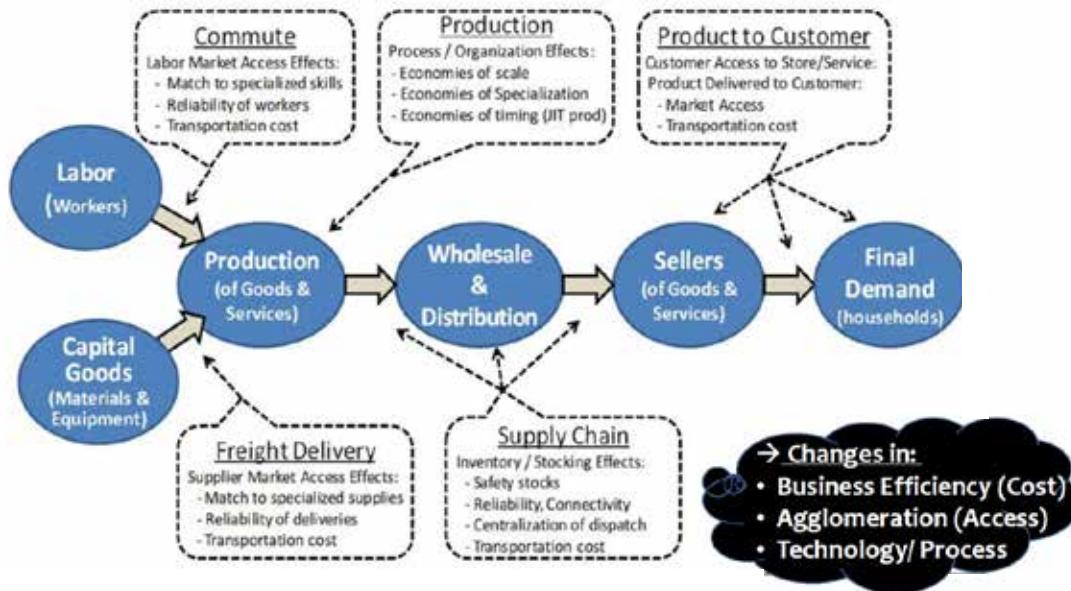 Commute
Labor Market Access Effects:
- Match to specialized skills
- Reliability of workers
- Transportation cost
Production
Process / Organization Effects:
- Economies of scale
- Economies of Specialization
- Economies of timing (JIT prod)
Product to Customer
Customer Access to Store/Service:
Product Delivered to Customer:
- Market Access
- Transportation cost
Labor
(Workers)
Capital
Goods
(Materials &
Equipment)
Production
(of Goods &
Services)
Wholesale
&
Distribution
Sellers
(of Goods &
Services)
Final
Demand
(households)
Freight Delivery
Supplier Market Access Effects:
- Match to specialized supplies
- Reliability of deliveries
- Transportation cost
Supply Chain
Inventory / Stocking Effects:
- Safety stocks
- Reliability, Connectivity
- Centralization of dispatch
- Transportation cost
→ Changes in:
• Business Efficiency (Cost)
• Agglomeration (Access)
• Technology/ Process